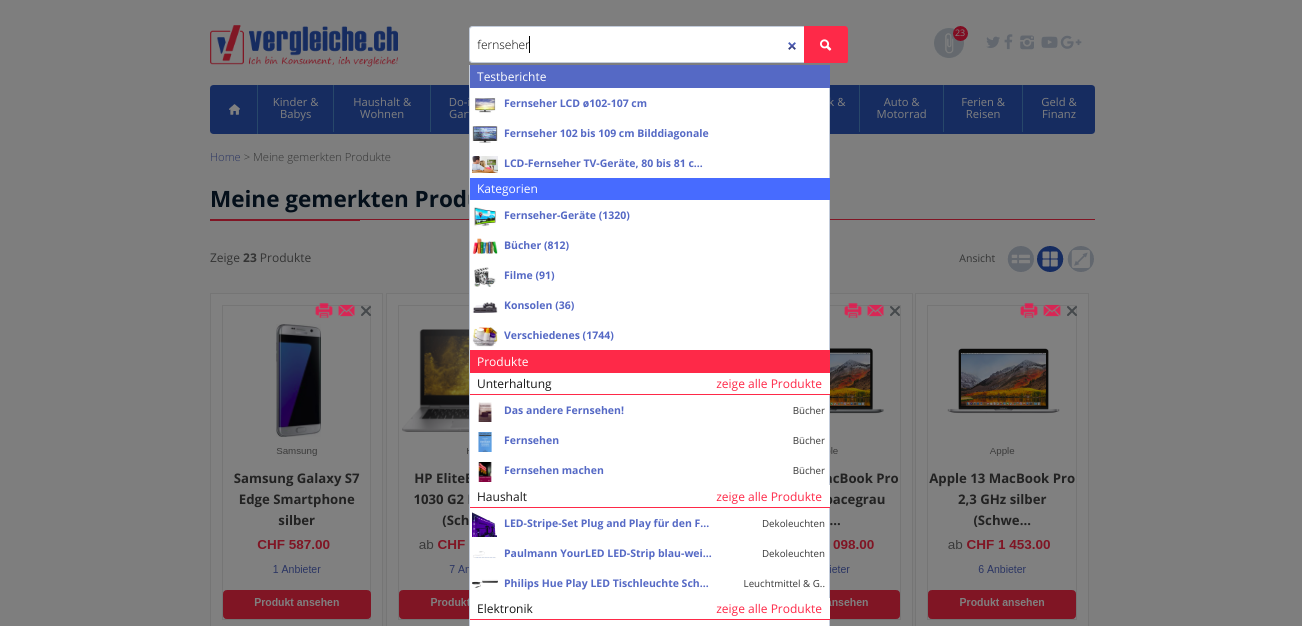 vergleiche.ch
Ich bin Konsument, ich vergleiche!
fernseher
23
Kinder & Babys
Haushalt & Wohnen
Auto & Motorrad
Ferien & Reisen
Geld & Finanz
Home > Meine gemerkten Produkte
Meine gemerkten Prod
Zeige 23 Produkte
Ansicht
Testberichte
Fernseher LCD ø102-107 cm
Fernseher 102 bis 109 cm Bilddiagonale
LCD-Fernseher TV-Geräte, 80 bis 81 c...
Kategorien
Fernseher-Geräte (1320)
Bücher (812)
Filme (91)
Konsolen (36)
Verschiedenes (1744)
Produkte
Unterhaltung zeige alle Produkte
Das andere Fernsehen! Bücher
Fernsehen Bücher
Fernsehen machen Bücher
Haushalt zeige alle Produkte
LED-Stripe-Set Plug and Play für den F... Dekoleuchten
Paulmann YourLED LED-Strip blau-wei... Dekoleuchten
Philips Hue Play LED Tischleuchte Sch... Leuchtmittel & G..
Elektronik zeige alle Produkte
Samsung
Samsung Galaxy S7
Edge Smartphone
silber
CHF 587.00
1 Anbieter
Produkt ansehen
HP EliteB
1030 G2
(Sch
ab CHF
7 An
Produk
cBook Pro
pacegrau
...
098.00
ieter
ansehen
Apple
Apple 13 MacBook Pro
2,3 GHz silber
(Schwe...
ab CHF 1 453.00
6 Anbieter
Produkt ansehen